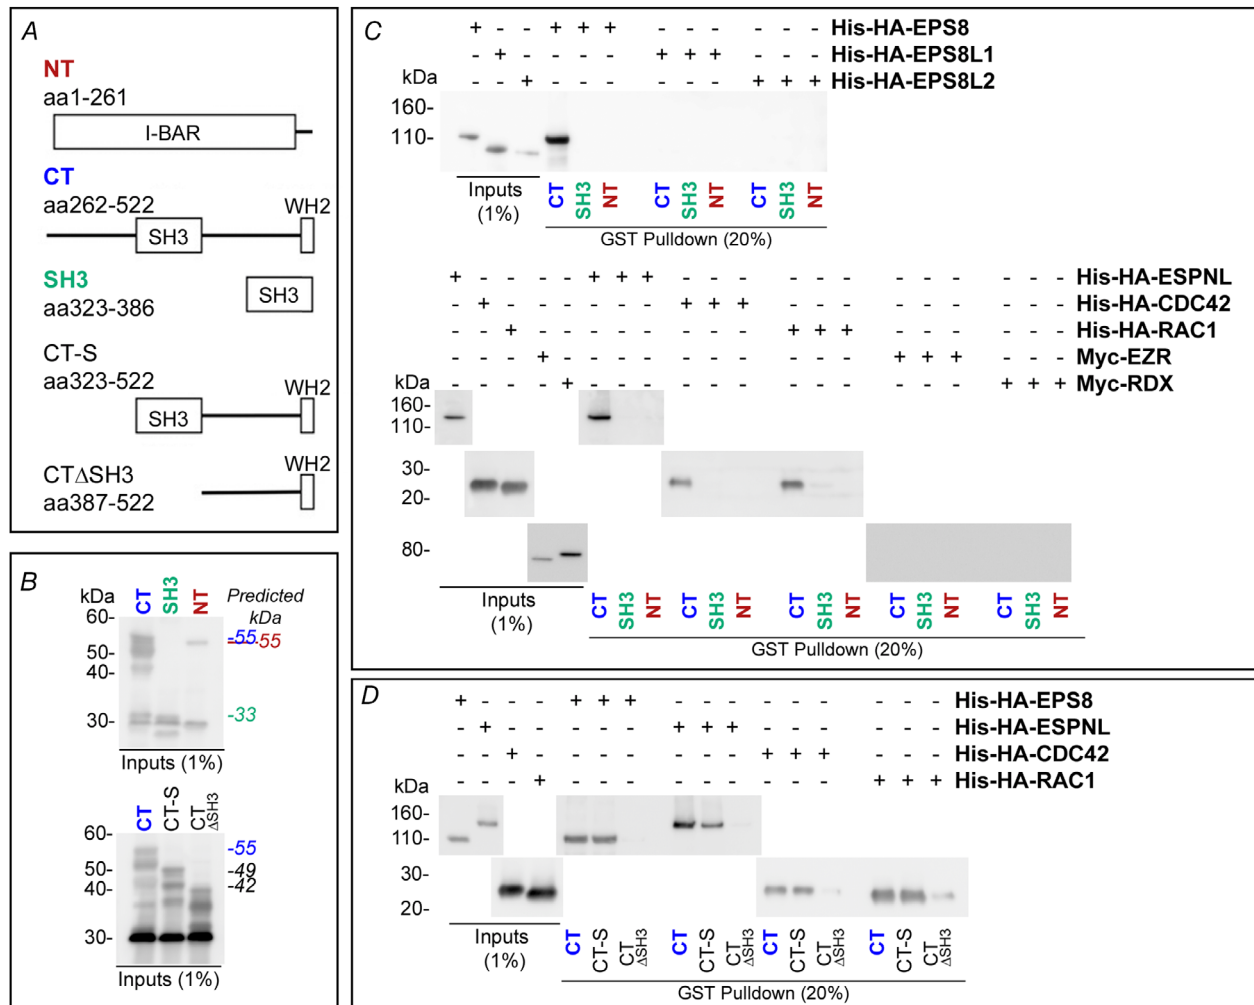 A
NT
aa1-261
I-BAR
CT
aa262-522
WH2
SH3
SH3
aa323-386
SH3
CT-S
aa323-522
WH2
SH3
CTΔSH3
aa387-522
WH2
B
kDa CT SH3 NT Predicted kDa
60-
50-
40-
30-
-55
-55
-33
Inputs (1%)
CT CT-S CT ΔSH3
60-
50-
40-
30-
-55
-49
-42
Inputs (1%)
C
+ - - + + + - - - - - - His-HA-EPS8
- + - - - - + + + - - - His-HA-EPS8L1
- - + - - - - - - + + + His-HA-EPS8L2
kDa
160-
110-
Inputs (1%)
CT SH3 NT CT SH3 NT CT SH3 NT
GST Pulldown (20%)
+ - - - - + + + - - - - - - - - - - - - His-HA-ESPNL
- + - - - - - - + + + - - - - - - - - - His-HA-CDC42
- - + - - - - - - - - + + + - - - - - - His-HA-RAC1
- - - + - - - - - - - - - - + + + - - - Myc-EZR
- - - - + - - - - - - - - - - - - + + + Myc-RDX
kDa
160-
110-
30-
20-
80-
Inputs (1%)
CT SH3 NT CT SH3 NT CT SH3 NT CT SH3 NT CT SH3 NT
GST Pulldown (20%)
D
+ - - - + + + - - - - - - - - - His-HA-EPS8
- + - - - - - + + + - - - - - - His-HA-ESPNL
- - + - - - - - - - + + + - - - His-HA-CDC42
- - - + - - - - - - - - - + + + His-HA-RAC1
kDa
160-
110-
30-
20-
Inputs (1%)
CT CT-S CT ΔSH3 CT CT-S CT ΔSH3 CT CT-S CT ΔSH3 CT CT-S CT ΔSH3
GST Pulldown (20%)